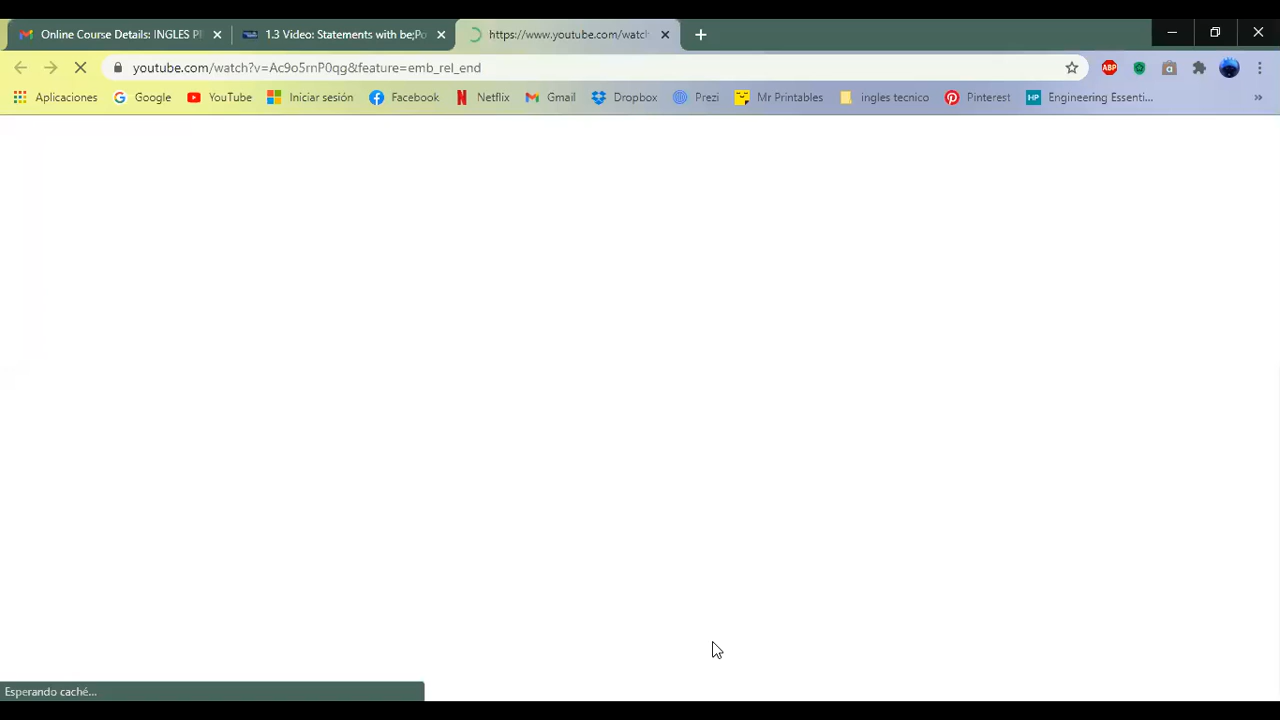 Online Course Details: INGLES PI
1.3 Video: Statements with be;Po
https://www.youtube.com/watch
youtube.com/watch?v=Ac9o5rnP0qg&feature=emb_rel_end
ABP
Aplicaciones
Google
YouTube
Iniciar sesión
Facebook
Netflix
Gmail
Dropbox
Prezi
Mr Printables
ingles tecnico
Pinterest
HP
Engineering Essenti...
»
Esperando caché...